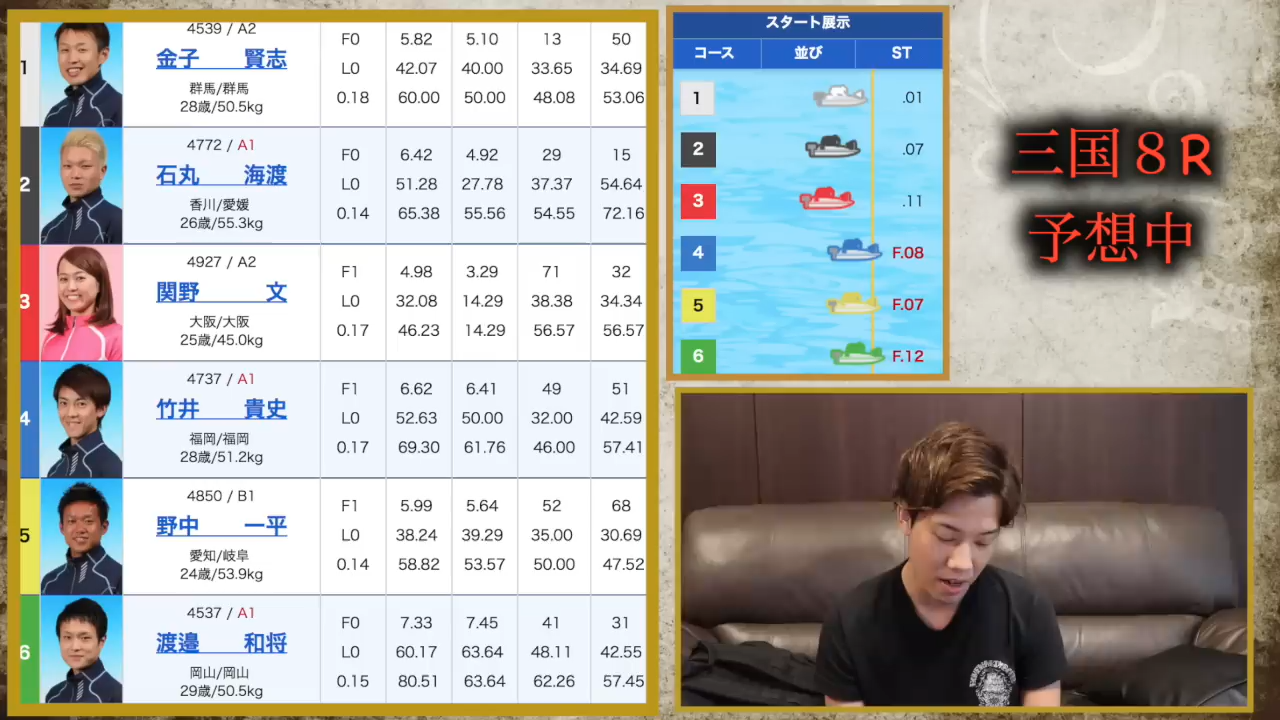 1
4539 / A2
金子 賢志
群馬/群馬
28歳/50.5kg
F0 5.82 5.10 13 50
L0 42.07 40.00 33.65 34.69
0.18 60.00 50.00 48.08 53.06
2
4772 / A1
石丸 海渡
香川/愛媛
26歳/55.3kg
F0 6.42 4.92 29 15
L0 51.28 27.78 37.37 54.64
0.14 65.38 55.56 54.55 72.16
3
4927 / A2
関野 文
大阪/大阪
25歳/45.0kg
F1 4.98 3.29 71 32
L0 32.08 14.29 38.38 34.34
0.17 46.23 14.29 56.57 56.57
4
4737 / A1
竹井 貴史
福岡/福岡
28歳/51.2kg
F1 6.62 6.41 49 51
L0 52.63 50.00 32.00 42.59
0.17 69.30 61.76 46.00 57.41
5
4850 / B1
野中 一平
愛知/岐阜
24歳/53.9kg
F1 5.99 5.64 52 68
L0 38.24 39.29 35.00 30.69
0.14 58.82 53.57 50.00 47.52
6
4537 / A1
渡邉 和将
岡山/岡山
29歳/50.5kg
F0 7.33 7.45 41 31
L0 60.17 63.64 48.11 42.55
0.15 80.51 63.64 62.26 57.45
スタート展示
コース 並び ST
1 .01
2 .07
3 .11
4 F.08
5 F.07
6 F.12
三国８R
予想中